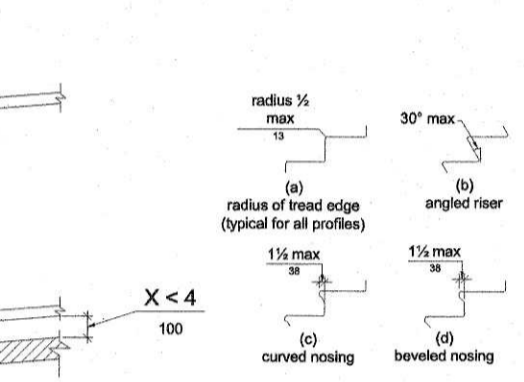 radius ½
max
13
(a)
radius of tread edge
(typical for all profiles)
30° max
(b)
angled riser
1½ max
38
(c)
curved nosing
1½ max
38
(d)
beveled nosing
X < 4
100